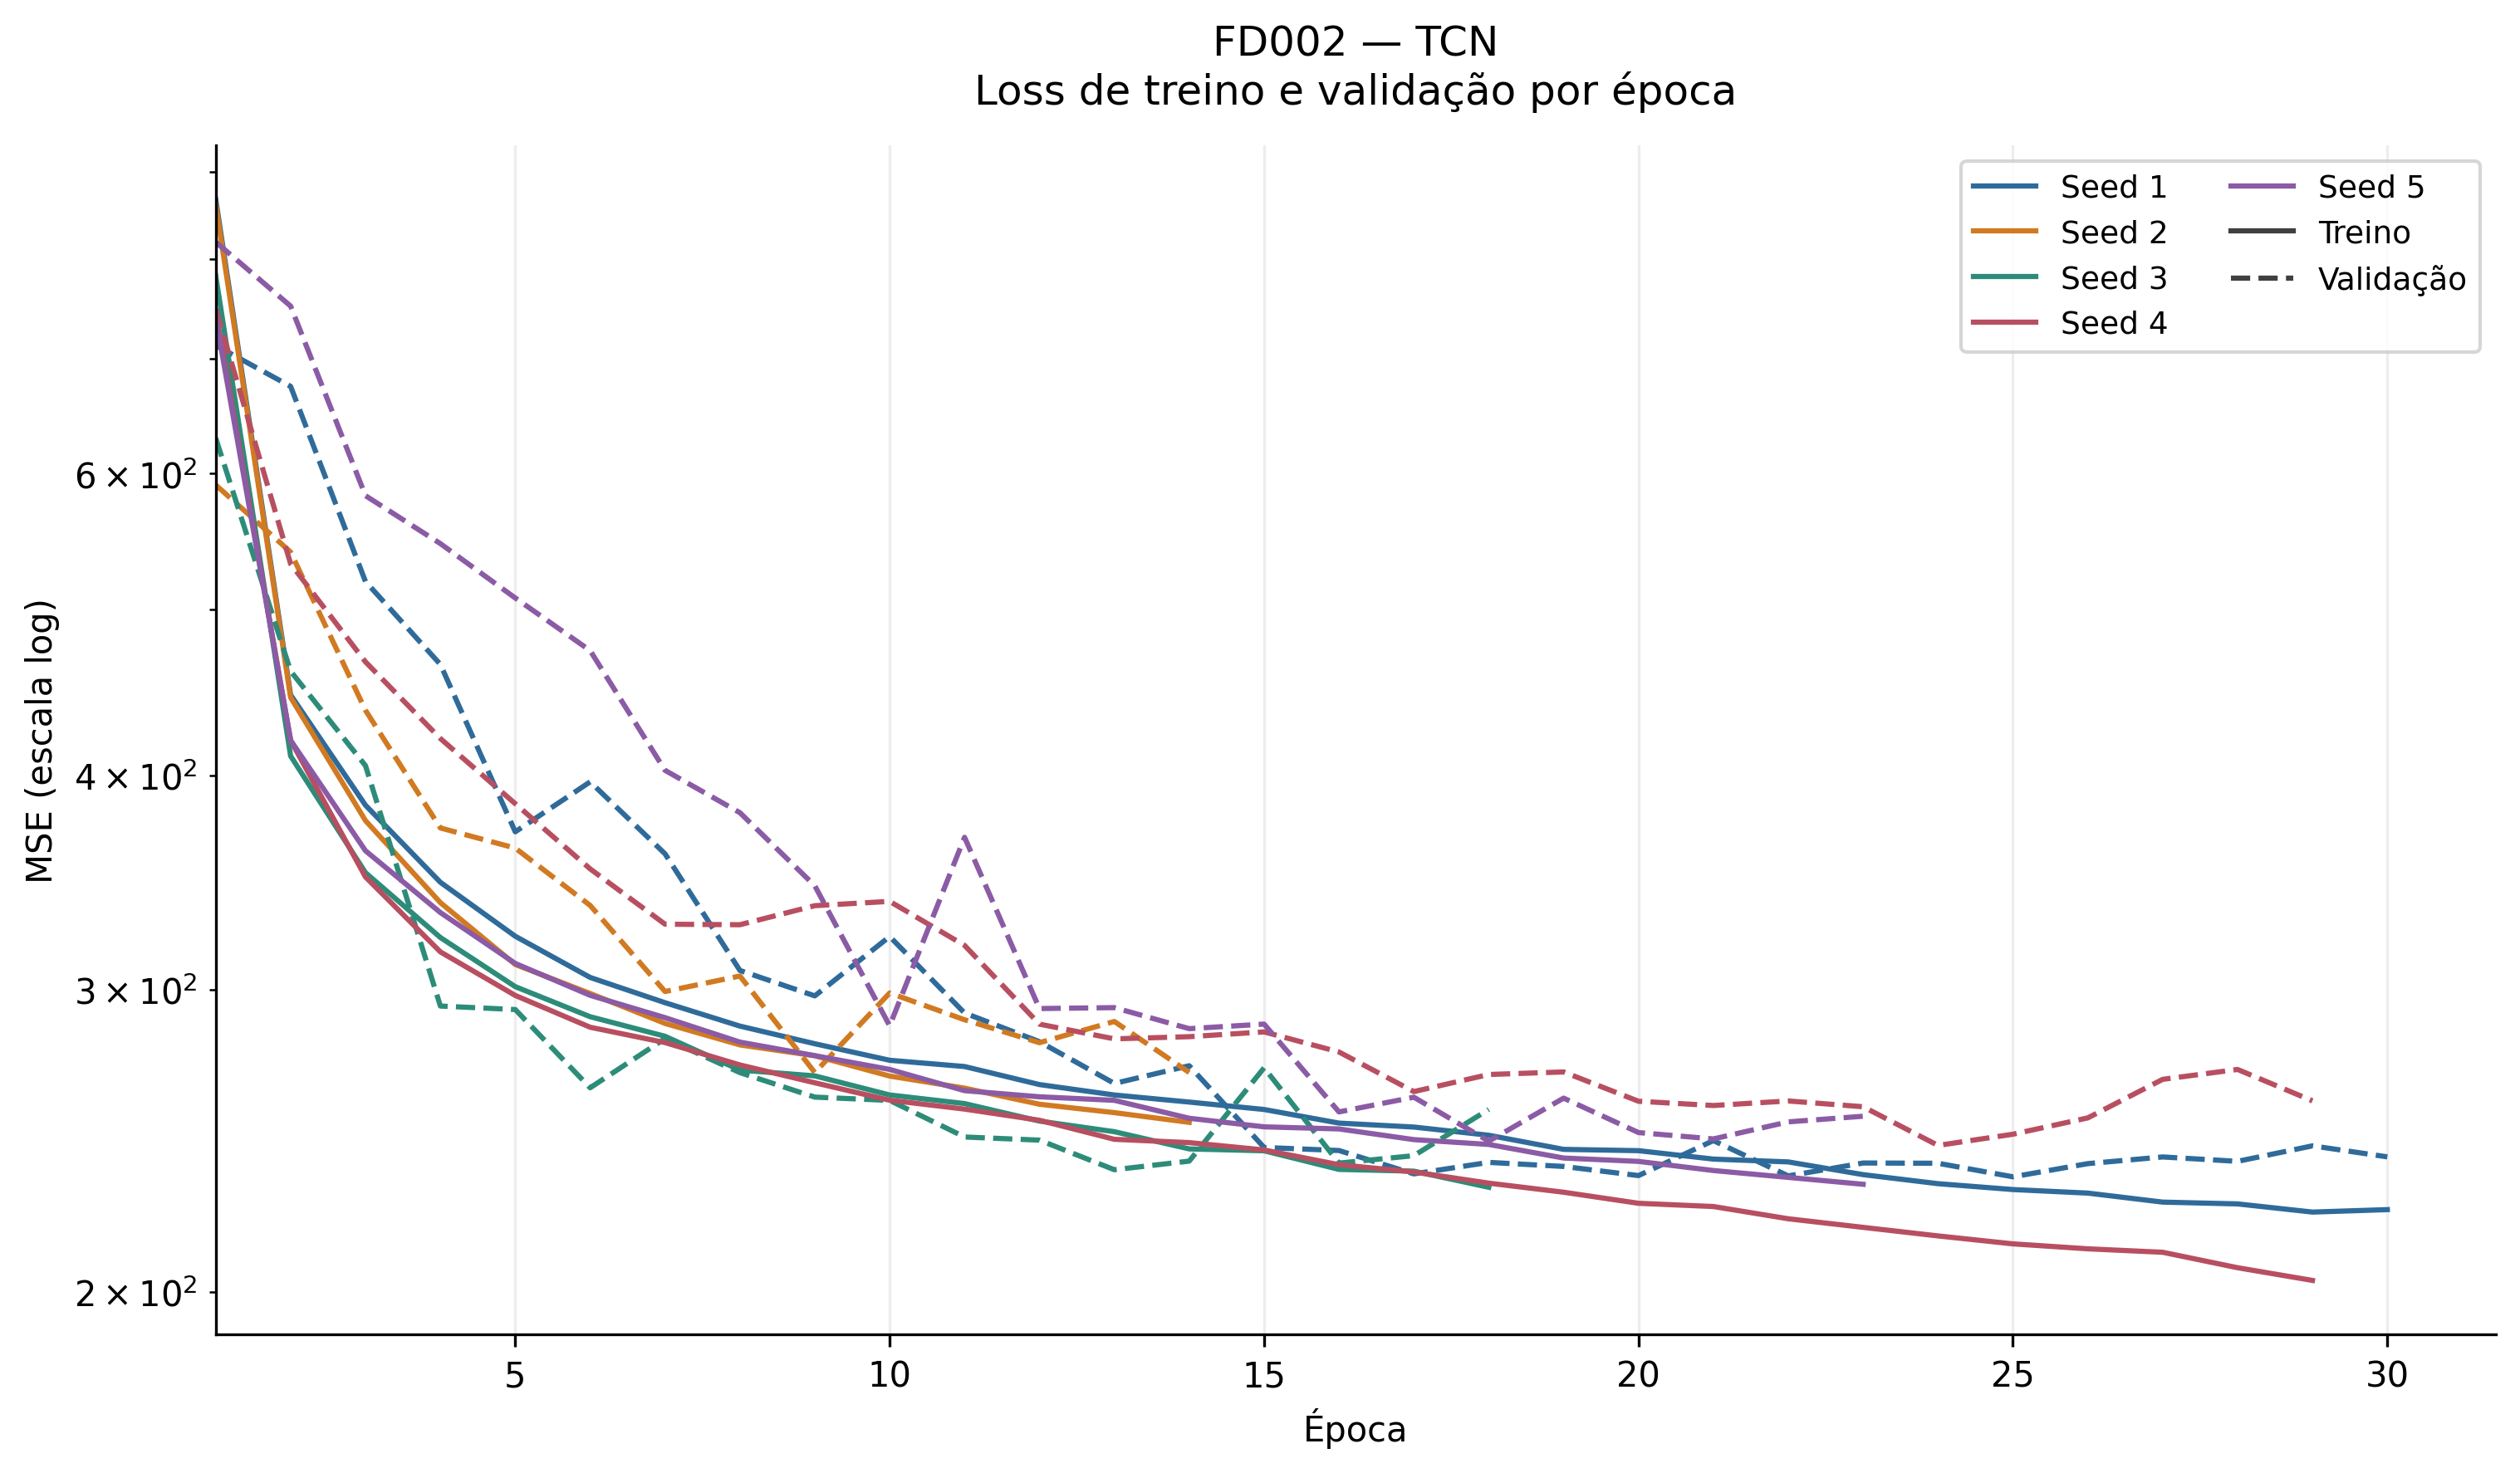 FD002 — TCN
Loss de treino e validação por época
Seed 1
Seed 2
Seed 3
Seed 4
Seed 5
Treino
Validação
MSE (escala log)
6 × 10²
4 × 10²
3 × 10²
2 × 10²
5 10 15 20 25 30
Época